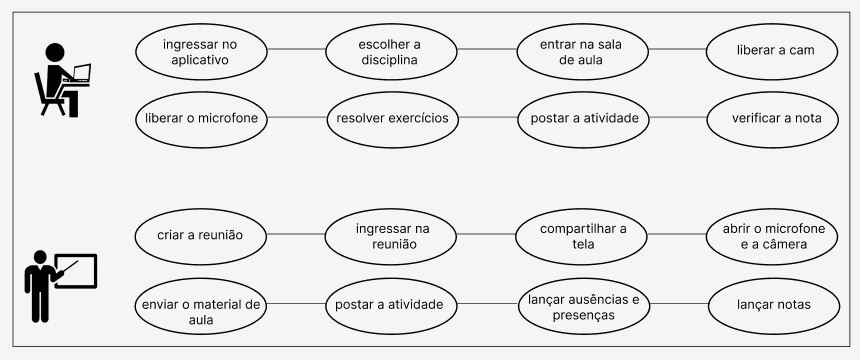 ingressar no
aplicativo
escolher a
disciplina
entrar na sala
de aula
liberar a cam
liberar o microfone
resolver exercícios
postar a atividade
verificar a nota
criar a reunião
ingressar na
reunião
compartilhar a
tela
abrir o microfone
e a câmera
enviar o material de
aula
postar a atividade
lançar ausências e
presenças
lançar notas